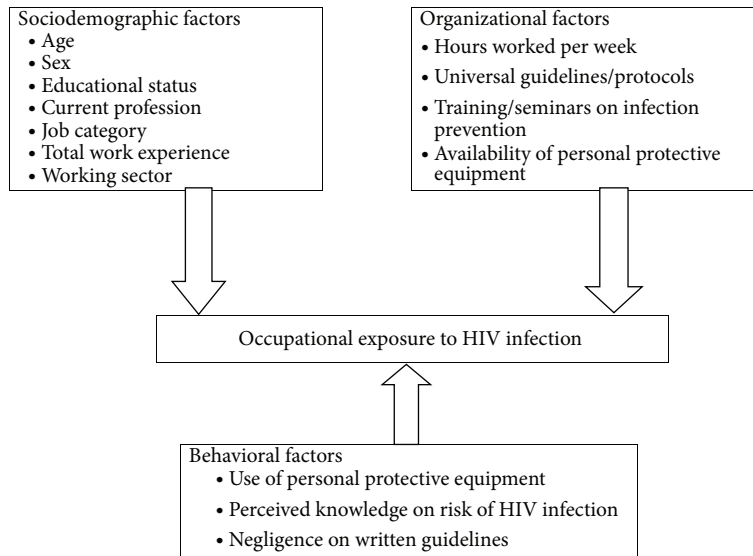 Sociodemographic factors
• Age
• Sex
• Educational status
• Current profession
• Job category
• Total work experience
• Working sector
Organizational factors
• Hours worked per week
• Universal guidelines/protocols
• Training/seminars on infection
prevention
• Availability of personal protective
equipment
Occupational exposure to HIV infection
Behavioral factors
• Use of personal protective equipment
• Perceived knowledge on risk of HIV infection
• Negligence on written guidelines